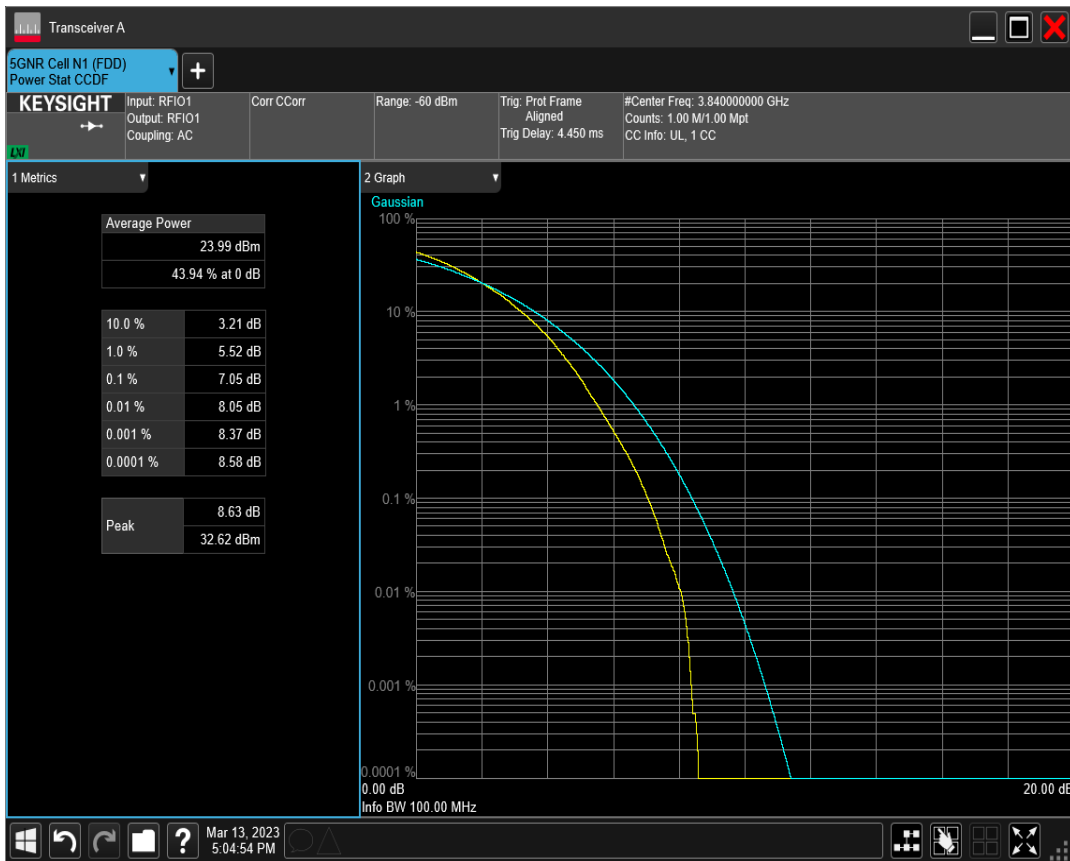 Transceiver A
5GNR Cell N1 (FDD)
Power Stat CCDF
KEYSIGHT
LXI
Input: RFIO1
Output: RFIO1
Coupling: AC
Corr CCorr
Range: -60 dBm
Trig: Prot Frame
Aligned
Trig Delay: 4.450 ms
#Center Freq: 3.840000000 GHz
Counts: 1.00 M/1.00 Mpt
CC Info: UL, 1 CC
1 Metrics
Average Power
23.99 dBm
43.94 % at 0 dB
10.0 % 3.21 dB
1.0 % 5.52 dB
0.1 % 7.05 dB
0.01 % 8.05 dB
0.001 % 8.37 dB
0.0001 % 8.58 dB
Peak 8.63 dB
32.62 dBm
2 Graph
Gaussian
100 %
10 %
1 %
0.1 %
0.01 %
0.001 %
0.0001 %
0.00 dB 20.00 dB
Info BW 100.00 MHz
?
Mar 13, 2023
5:04:54 PM